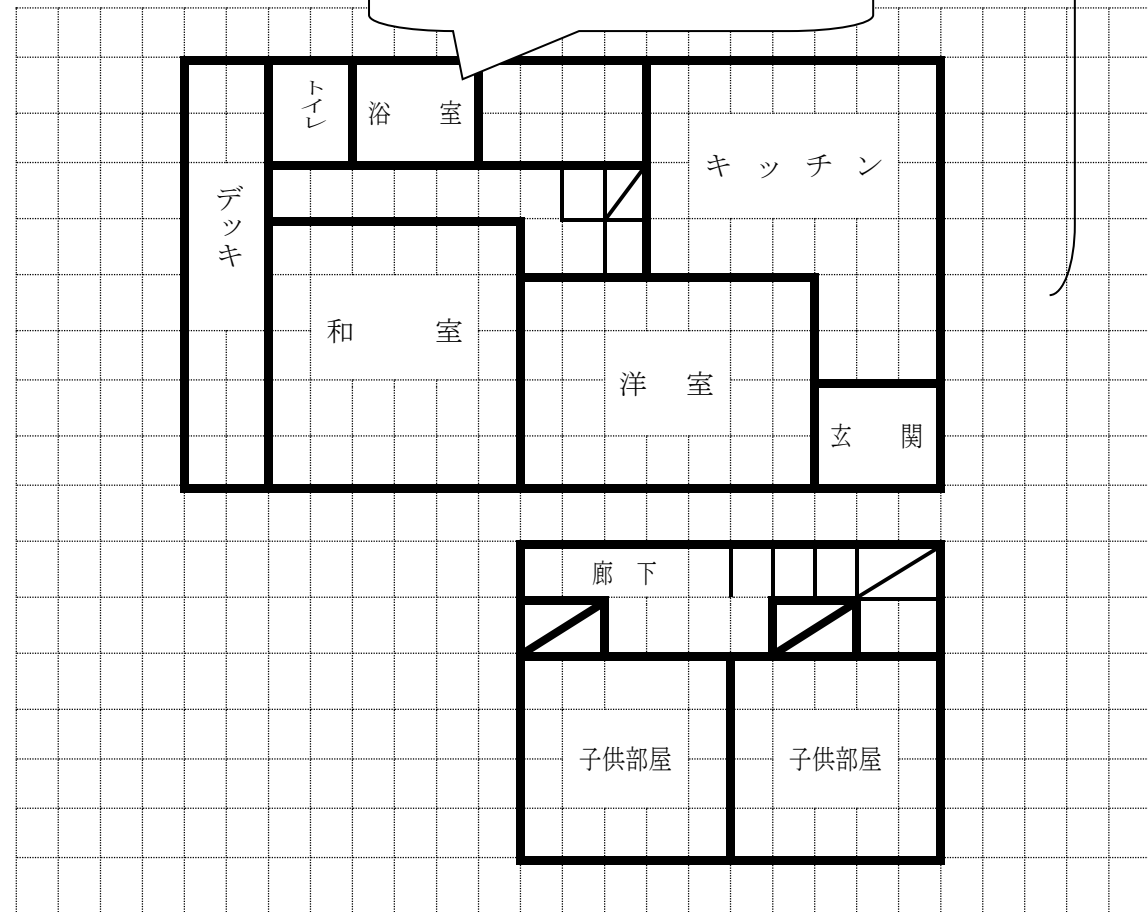 トイレ
浴　室
キッチン
デッキ
和　室
洋　室
玄　関
廊　下
子供部屋
子供部屋